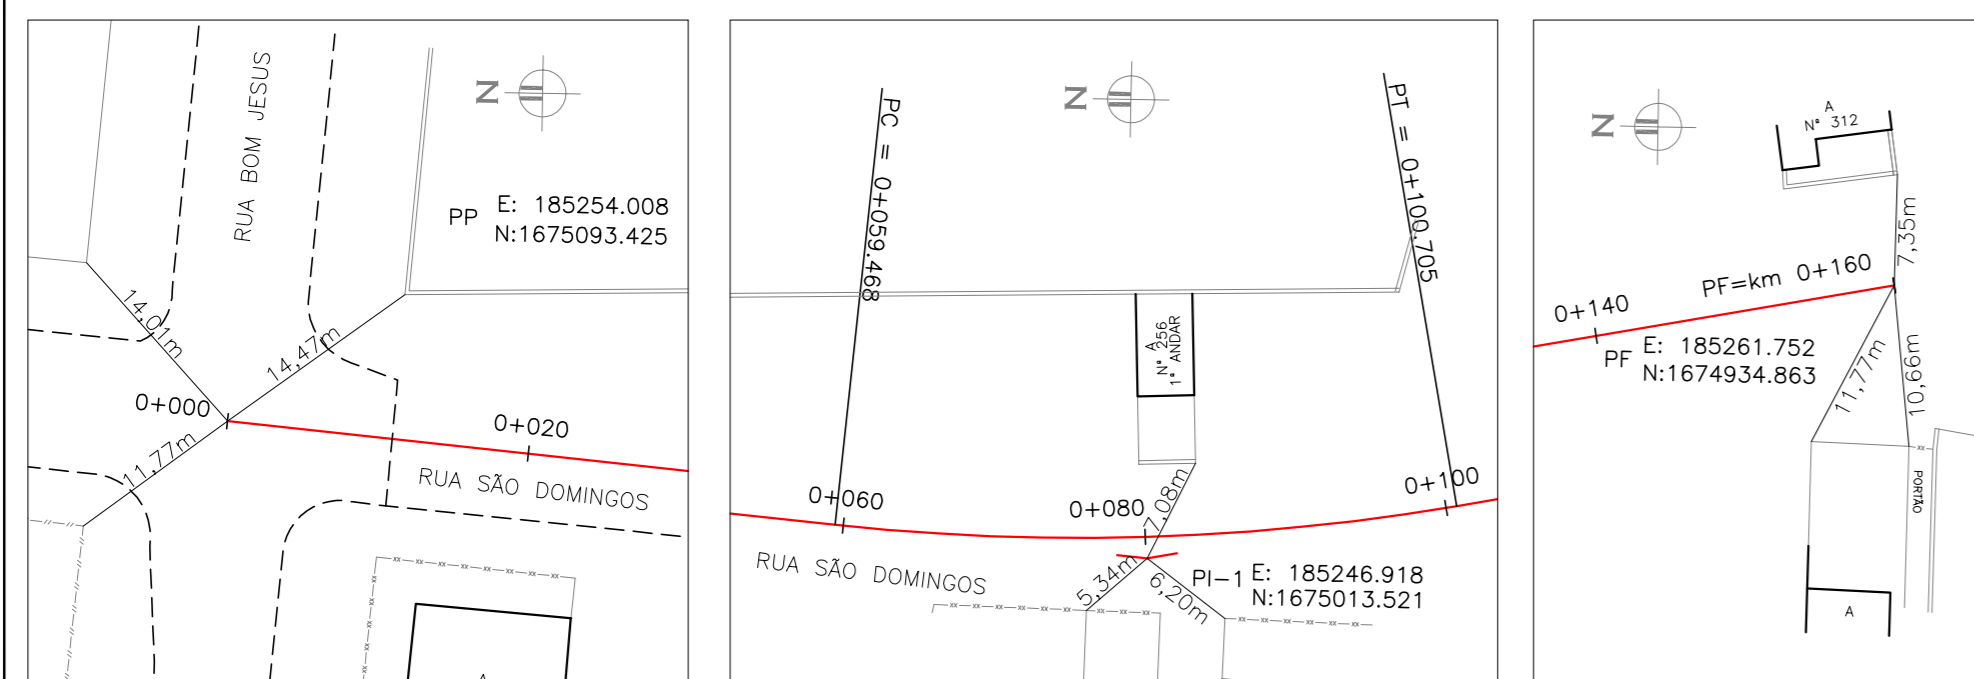 RUA BOM JESUS
N
PP
E: 185254.008
N:1675093.425
14,01m
14,47m
0+000
11,77m
0+020
RUA SÃO DOMINGOS
A
PC = 0+059.468
N
PT = 0+100.705
A
Nº 256
1º ANDAR
0+060
0+080
7,08m
0+100
RUA SÃO DOMINGOS
5,34m
6,20m
PI-1
E: 185246.918
N:1675013.521
N
A
Nº 312
7,35m
0+140
PF=km 0+160
PF
E: 185261.752
N:1674934.863
11,77m
10,66m
PORTÃO
A